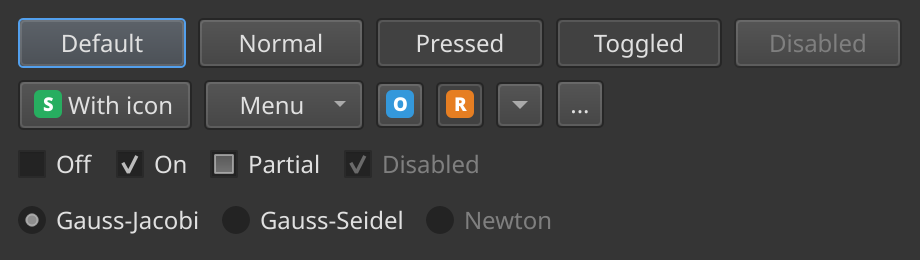 Default Normal Pressed Toggled Disabled
S With icon Menu O R ...
Off On Partial Disabled
Gauss-Jacobi Gauss-Seidel Newton